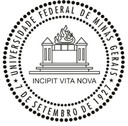 UNIVERSIDADE FEDERAL DE MINAS GERAIS
INCIPIT VITA NOVA
7 DE SETEMBRO DE 1927